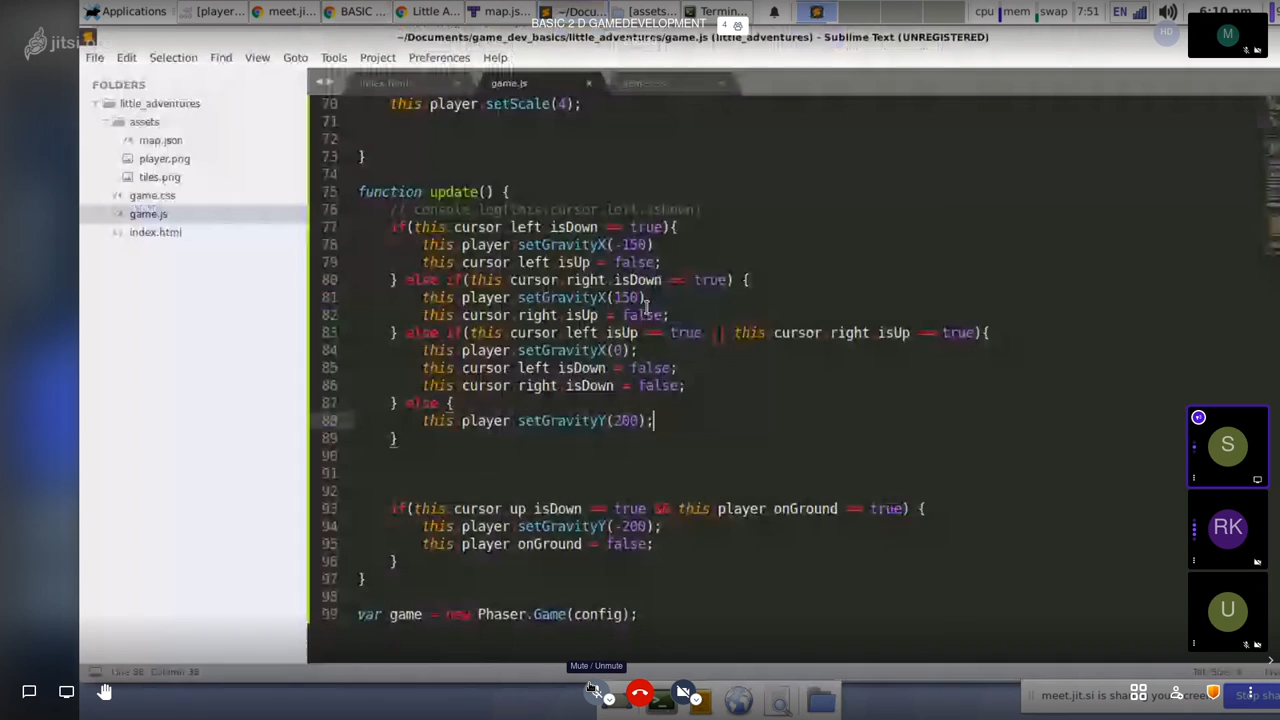 Applications
[player...
meet.ji...
BASIC ...
Little A...
map.js...
~/Docu...
[assets...
cpu mem swap 7:51 EN 6:10 pm
BASIC 2 D GAMEDEVELOPMENT 4
jitsi
~/Documents/game_dev_basics/little_adventures/game.js (little_adventures) - Sublime Text (UNREGISTERED)
HD
M
File Edit Selection Find View Goto Tools Project Preferences Help
FOLDERS
little_adventures
assets
map.json
player.png
tiles.png
game.css
game.js
index.html
index.html game.js
70 this player setScale(4);
71
72
73 }
74
75 function update() {
76 // console log(this.cursor.left.isDown)
77 if(this cursor left isDown == true){
78 this player setGravityX(-150)
79 this cursor left isUp = false;
80 } else if(this cursor right isDown == true) {
81 this player setGravityX(150)
82 this cursor right isUp = false;
83 } else if(this cursor left isUp == true || this cursor right isUp == true){
84 this player setGravityX(0);
85 this cursor left isDown = false;
86 this cursor right isDown = false;
87 } else {
88 this player setGravityY(200);
89 }
90
91
92
93 if(this cursor up isDown == true && this player onGround == true) {
94 this player setGravityY(-200);
95 this player onGround = false;
96 }
97 }
98
99 var game = new Phaser.Game(config);
S
RK
U
Mute / Unmute
meet.jit.si is sharing your screen
Stop sha